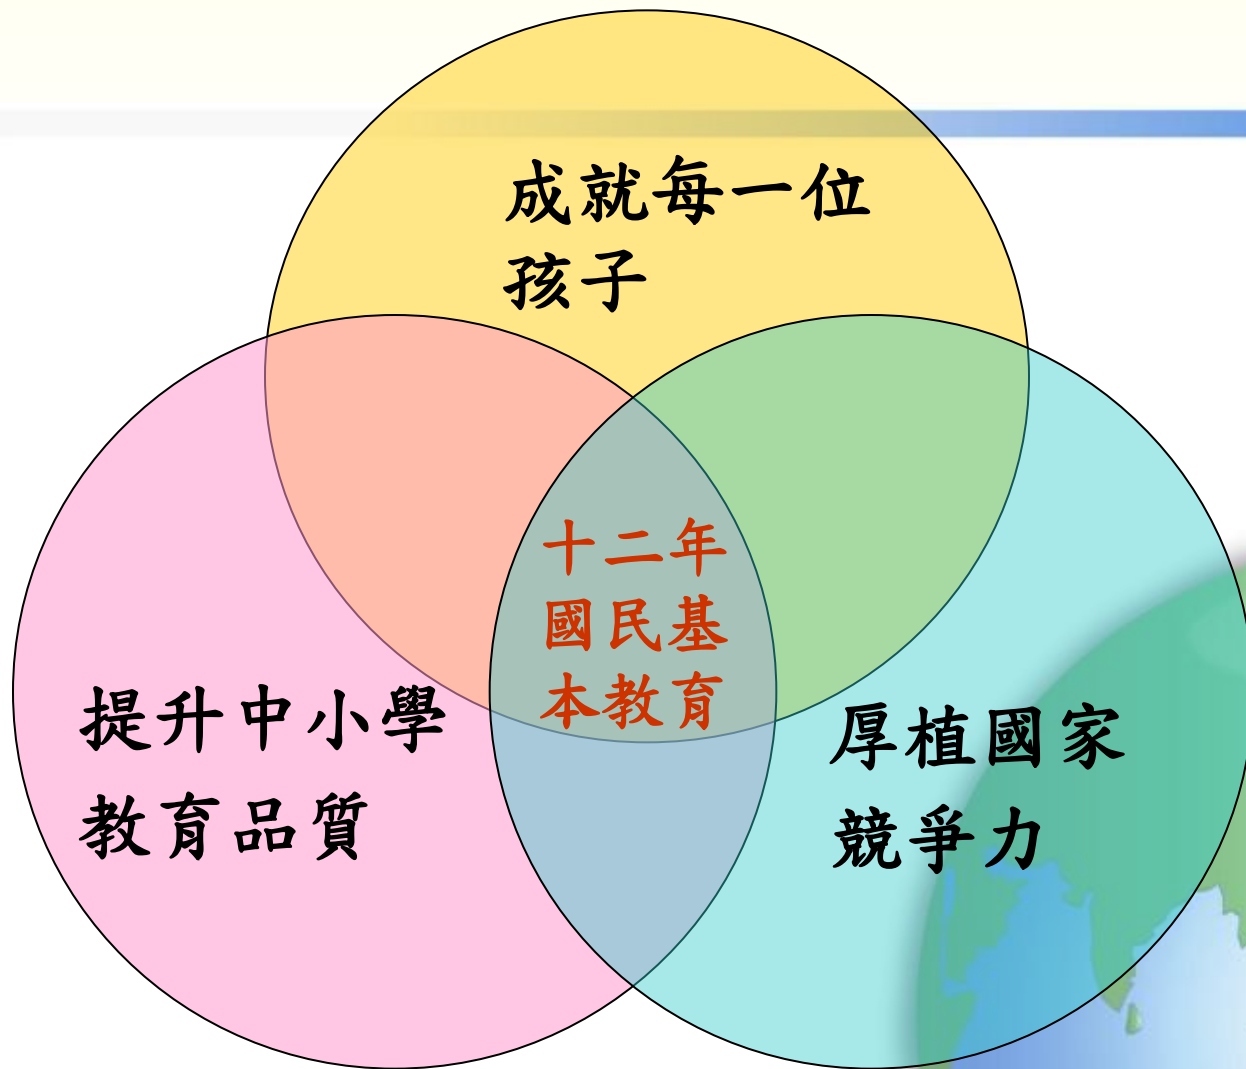 成就每一位
孩子
十二年
國民基
本教育
提升中小學
教育品質
厚植國家
競爭力